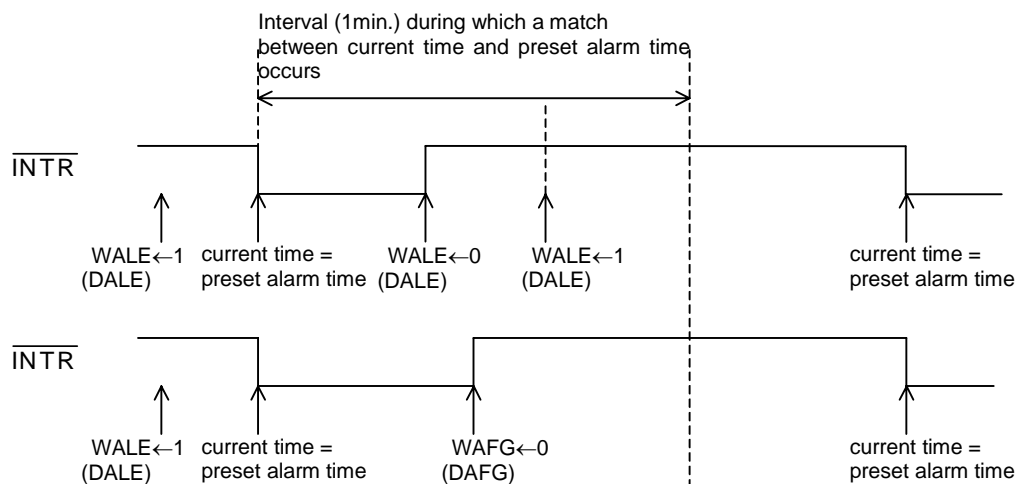 Interval (1min.) during which a match
between current time and preset alarm time
occurs
INTR
WALE←1 current time = WALE←0 WALE←1 current time =
(DALE) preset alarm time (DALE) (DALE) preset alarm time
INTR
WALE←1 current time = WAFG←0 current time =
(DALE) preset alarm time (DAFG) preset alarm time